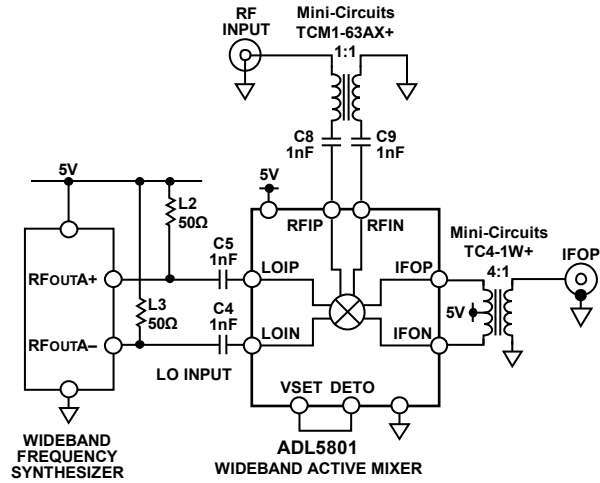 RF
INPUT
Mini-Circuits
TCM1-63AX+
1:1
C8
1nF
C9
1nF
5V
L2
50Ω
5V
RFIP
RFIN
Mini-Circuits
TC4-1W+
4:1
IFOP
C5
1nF
RFOUTA+
LOIP
IFOP
L3
50Ω
C4
1nF
5V
RFOUTA–
LOIN
IFON
LO INPUT
VSET
DETO
WIDEBAND
FREQUENCY
SYNTHESIZER
ADL5801
WIDEBAND ACTIVE MIXER